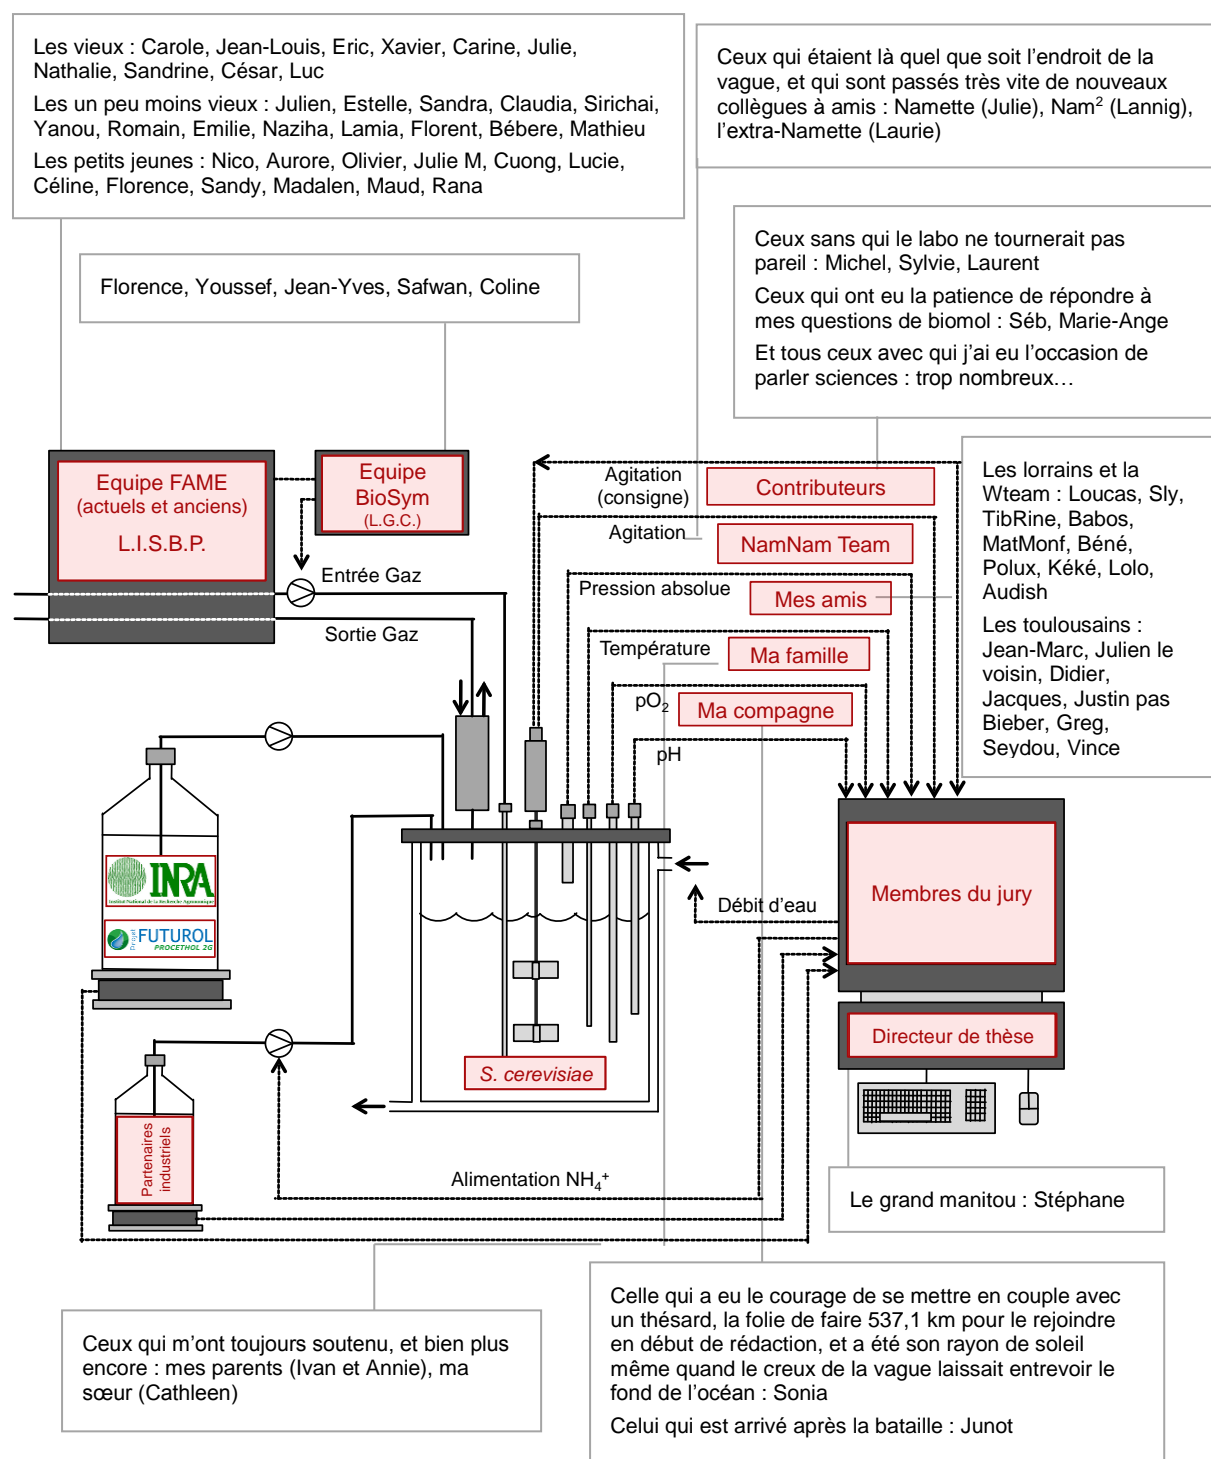 Les vieux : Carole, Jean-Louis, Eric, Xavier, Carine, Julie,
Nathalie, Sandrine, César, Luc
Les un peu moins vieux : Julien, Estelle, Sandra, Claudia, Sirichai,
Yanou, Romain, Emilie, Naziha, Lamia, Florent, Bébere, Mathieu
Les petits jeunes : Nico, Aurore, Olivier, Julie M, Cuong, Lucie,
Céline, Florence, Sandy, Madalen, Maud, Rana
Ceux qui étaient là quel que soit l’endroit de la
vague, et qui sont passés très vite de nouveaux
collègues à amis : Namette (Julie), Nam² (Lannig),
l’extra-Namette (Laurie)
Florence, Youssef, Jean-Yves, Safwan, Coline
Ceux sans qui le labo ne tournerait pas
pareil : Michel, Sylvie, Laurent
Ceux qui ont eu la patience de répondre à
mes questions de biomol : Séb, Marie-Ange
Et tous ceux avec qui j’ai eu l’occasion de
parler sciences : trop nombreux…
Equipe FAME
(actuels et anciens)
L.I.S.B.P.
Equipe
BioSym
(L.G.C.)
Agitation
(consigne)
Contributeurs
Agitation
NamNam Team
Entrée Gaz
Pression absolue
Mes amis
Sortie Gaz
Température
Ma famille
pO₂
Ma compagne
pH
Les lorrains et la
Wteam : Loucas, Sly,
TibRine, Babos,
MatMonf, Béné,
Polux, Kéké, Lolo,
Audish
Les toulousains :
Jean-Marc, Julien le
voisin, Didier,
Jacques, Justin pas
Bieber, Greg,
Seydou, Vince
INRA
Institut National de la Recherche Agronomique
Projet
FUTUROL
PROCETHOL 2G
Débit d’eau
Membres du jury
Directeur de thèse
S. cerevisiae
Partenaires
industriels
Alimentation NH₄⁺
Le grand manitou : Stéphane
Ceux qui m’ont toujours soutenu, et bien plus
encore : mes parents (Ivan et Annie), ma
sœur (Cathleen)
Celle qui a eu le courage de se mettre en couple avec
un thésard, la folie de faire 537,1 km pour le rejoindre
en début de rédaction, et a été son rayon de soleil
même quand le creux de la vague laissait entrevoir le
fond de l’océan : Sonia
Celui qui est arrivé après la bataille : Junot